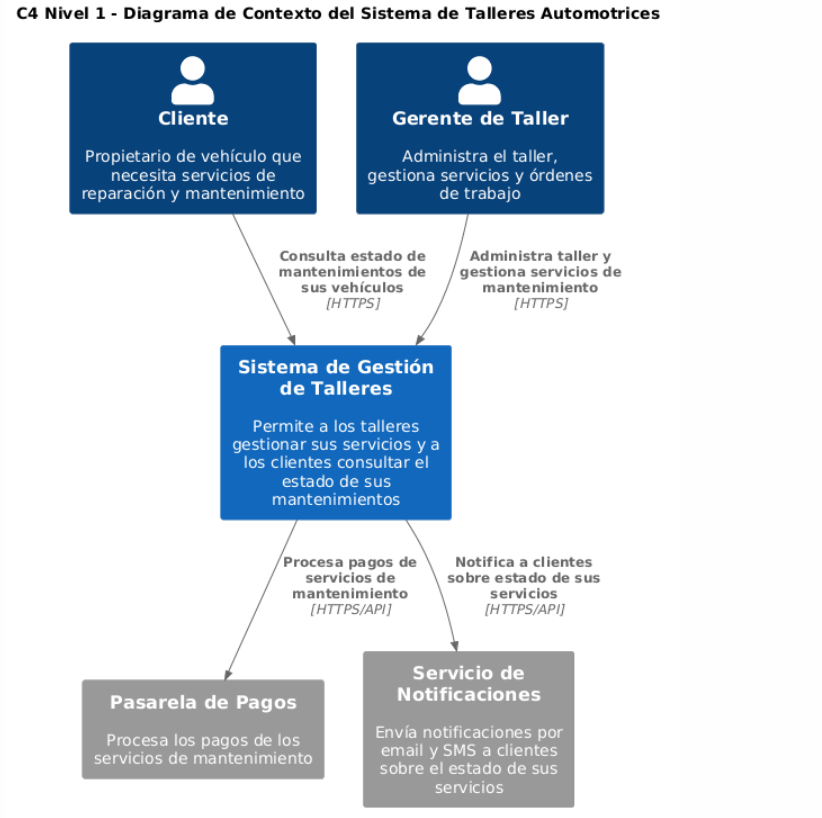 C4 Nivel 1 - Diagrama de Contexto del Sistema de Talleres Automotrices
Cliente
Propietario de vehículo que
necesita servicios de
reparación y mantenimiento
Gerente de Taller
Administra el taller,
gestiona servicios y órdenes
de trabajo
Consulta estado de
mantenimientos de
sus vehículos
[HTTPS]
Administra taller y
gestiona servicios de
mantenimiento
[HTTPS]
Sistema de Gestión
de Talleres
Permite a los talleres
gestionar sus servicios y a
los clientes consultar el
estado de sus
mantenimientos
Procesa pagos de
servicios de
mantenimiento
[HTTPS/API]
Notifica a clientes
sobre estado de sus
servicios
[HTTPS/API]
Pasarela de Pagos
Procesa los pagos de los
servicios de mantenimiento
Servicio de
Notificaciones
Envía notificaciones por
email y SMS a clientes
sobre el estado de sus
servicios